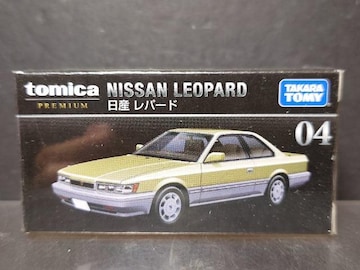 tomica
PREMIUM
NISSAN LEOPARD
日産 レパード
TAKARA
TOMY
04